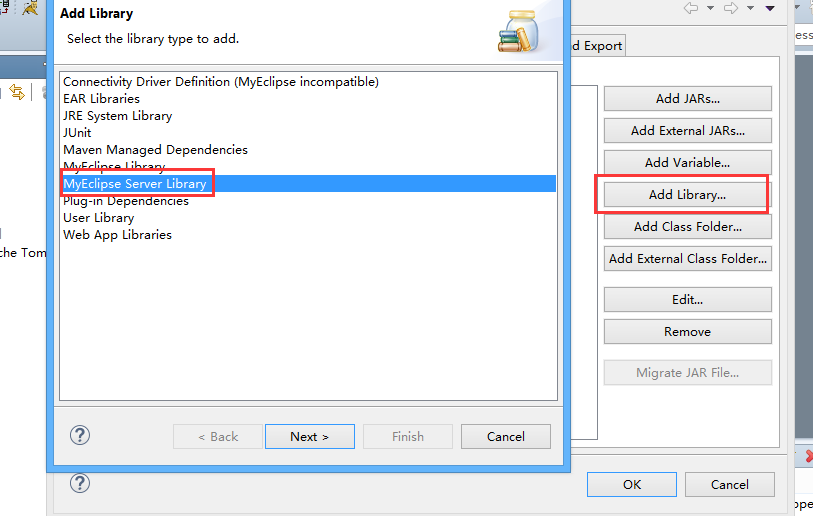 Add Library
Select the library type to add.
Connectivity Driver Definition (MyEclipse incompatible)
EAR Libraries
JRE System Library
JUnit
Maven Managed Dependencies
MyEclipse Library
MyEclipse Server Library
Plug-in Dependencies
User Library
Web App Libraries
< Back
Next >
Finish
Cancel
d Export
Add JARs...
Add External JARs...
Add Variable...
Add Library...
Add Class Folder...
Add External Class Folder...
Edit...
Remove
Migrate JAR File...
OK
Cancel
che Tom
ess